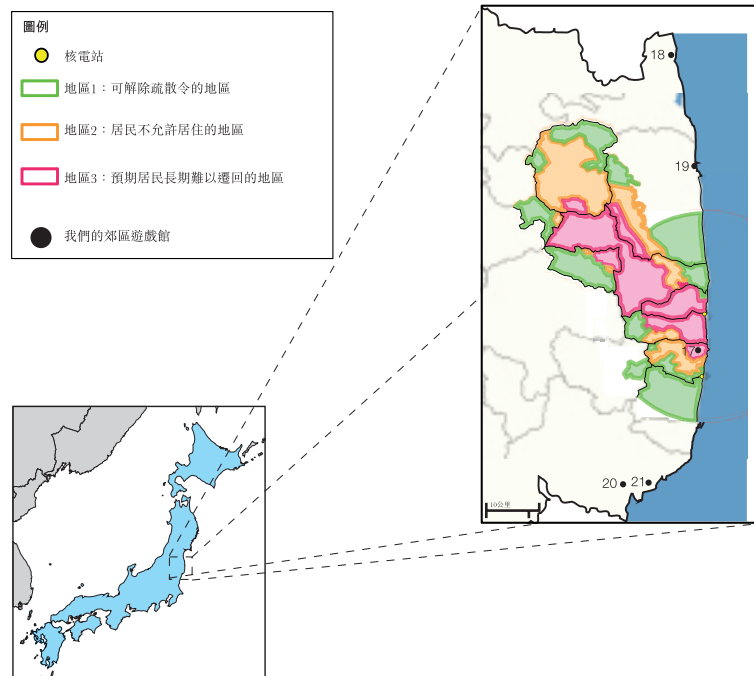 圖例
核電站
地區1：可解除疏散令的地區
地區2：居民不允許居住的地區
地區3：預期居民長期難以遷回的地區
我們的郊區遊戲館
18
19
17
20
21
10公里